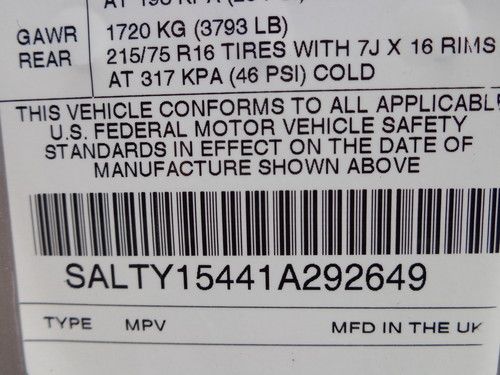 GAWR REAR
1720 KG (3793 LB)
215/75 R16 TIRES WITH 7J X 16 RIMS
AT 317 KPA (46 PSI) COLD
THIS VEHICLE CONFORMS TO ALL APPLICABLE
U.S. FEDERAL MOTOR VEHICLE SAFETY
STANDARDS IN EFFECT ON THE DATE OF
MANUFACTURE SHOWN ABOVE
SALTY15441A292649
TYPE MPV MFD IN THE UK